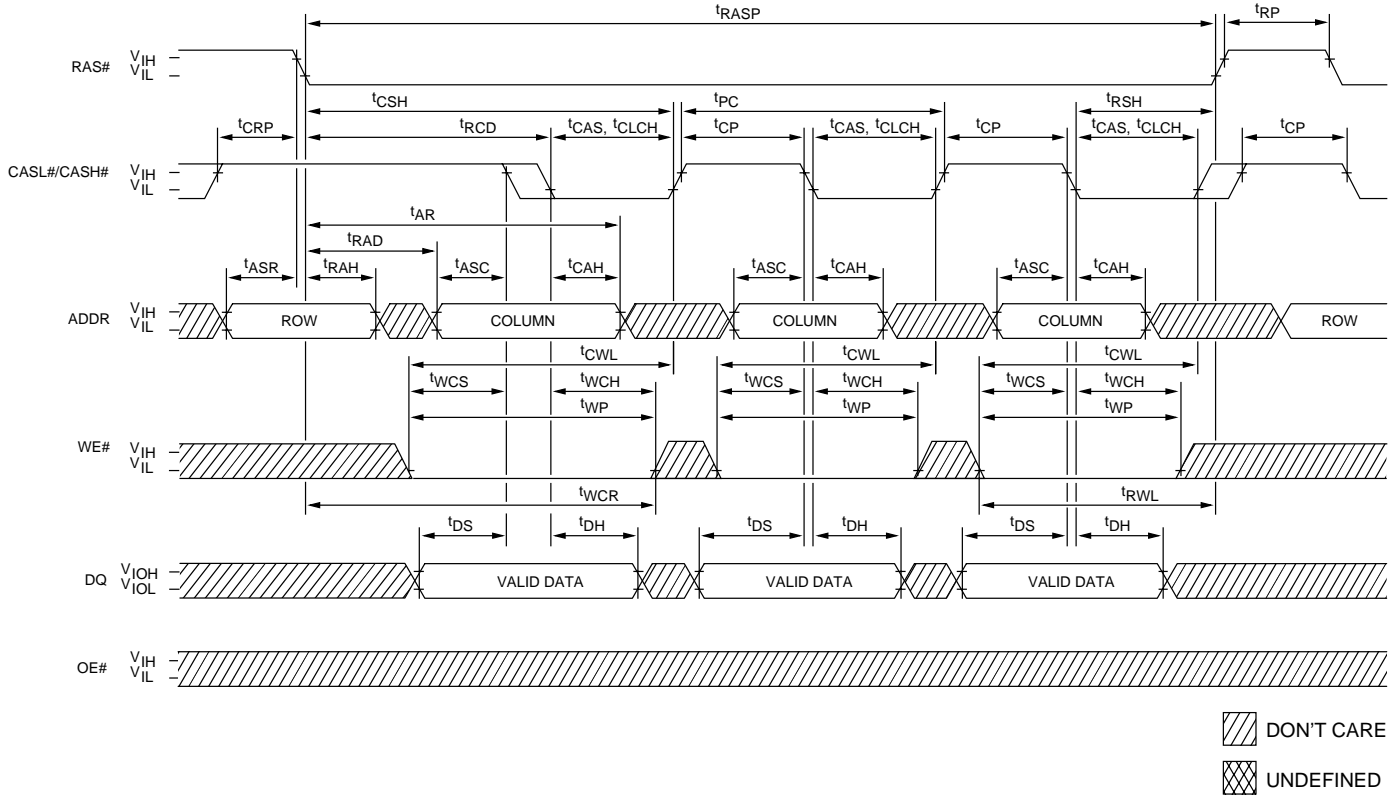 tRASP tRP
RAS# VIH VIL
tCSH tPC tRSH
tCRP tRCD tCAS, tCLCH tCP tCAS, tCLCH tCP tCAS, tCLCH tCP
CASL#/CASH# VIH VIL
tAR
tRAD
tASR tRAH tASC tCAH tASC tCAH tASC tCAH
ADDR VIH VIL ROW COLUMN COLUMN COLUMN ROW
tCWL tCWL tCWL
tWCS tWCH tWCS tWCH tWCS tWCH
tWP tWP tWP
WE# VIH VIL
tWCR tRWL
tDS tDH tDS tDH tDS tDH
DQ VIOH VIOL VALID DATA VALID DATA VALID DATA
OE# VIH VIL
DON'T CARE
UNDEFINED